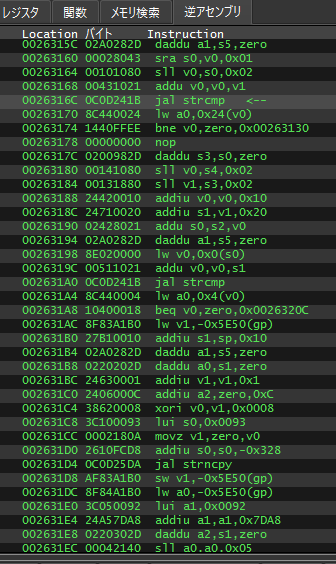 レジスタ 関数 メモリ検索 逆アセンブリ
Location バイト Instruction
0026315C 02A0282D daddu a1,s5,zero
00263160 00028043 sra s0,v0,0x01
00263164 00101080 sll v0,s0,0x02
00263168 00431021 addu v0,v0,v1
0026316C 0C0D241B jal strcmp <--
00263170 8C440024 lw a0,0x24(v0)
00263174 1440FFEE bne v0,zero,0x00263130
00263178 00000000 nop
0026317C 0200982D daddu s3,s0,zero
00263180 00141080 sll v0,s4,0x02
00263184 00131880 sll v1,s3,0x02
00263188 24420010 addiu v0,v0,0x10
0026318C 24710020 addiu s1,v1,0x20
00263190 02428021 addu s0,s2,v0
00263194 02A0282D daddu a1,s5,zero
00263198 8E020000 lw v0,0x0(s0)
0026319C 00511021 addu v0,v0,s1
002631A0 0C0D241B jal strcmp
002631A4 8C440004 lw a0,0x4(v0)
002631A8 10400018 beq v0,zero,0x0026320C
002631AC 8F83A1B0 lw v1,-0x5E50(gp)
002631B0 27B10010 addiu s1,sp,0x10
002631B4 02A0282D daddu a1,s5,zero
002631B8 0220202D daddu a0,s1,zero
002631BC 24630001 addiu v1,v1,0x1
002631C0 2406000C addiu a2,zero,0xC
002631C4 38620008 xori v0,v1,0x0008
002631C8 3C100093 lui s0,0x0093
002631CC 0002180A movz v1,zero,v0
002631D0 2610FCD8 addiu s0,s0,-0x328
002631D4 0C0D25DA jal strncpy
002631D8 AF83A1B0 sw v1,-0x5E50(gp)
002631DC 8F84A1B0 lw a0,-0x5E50(gp)
002631E0 3C050092 lui a1,0x0092
002631E4 24A57DA8 addiu a1,a1,0x7DA8
002631E8 0220302D daddu a2,s1,zero
002631EC 00042140 sll a0,a0,0x05